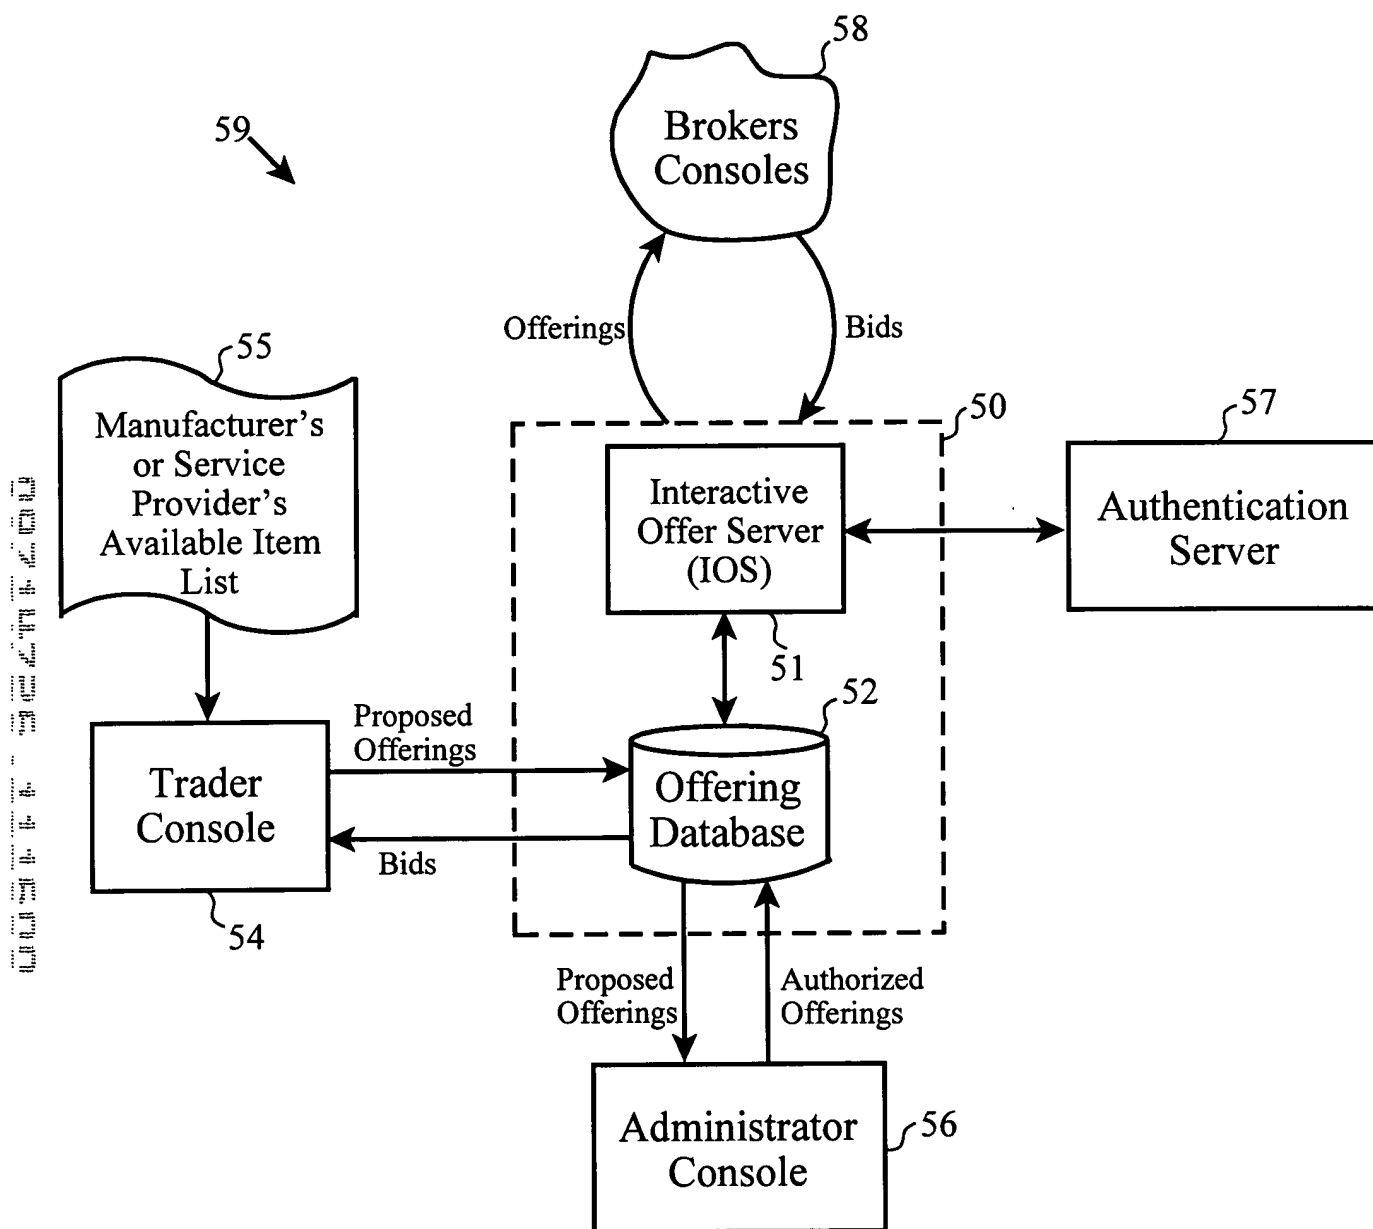 58
Brokers
Consoles
59
Offerings
Bids
55
Manufacturer's
or Service
Provider's
Available Item
List
50
57
Interactive
Offer Server
(IOS)
Authentication
Server
51
52
Proposed
Offerings
Trader
Console
Offering
Database
Bids
54
Proposed
Offerings
Authorized
Offerings
Administrator
Console
56